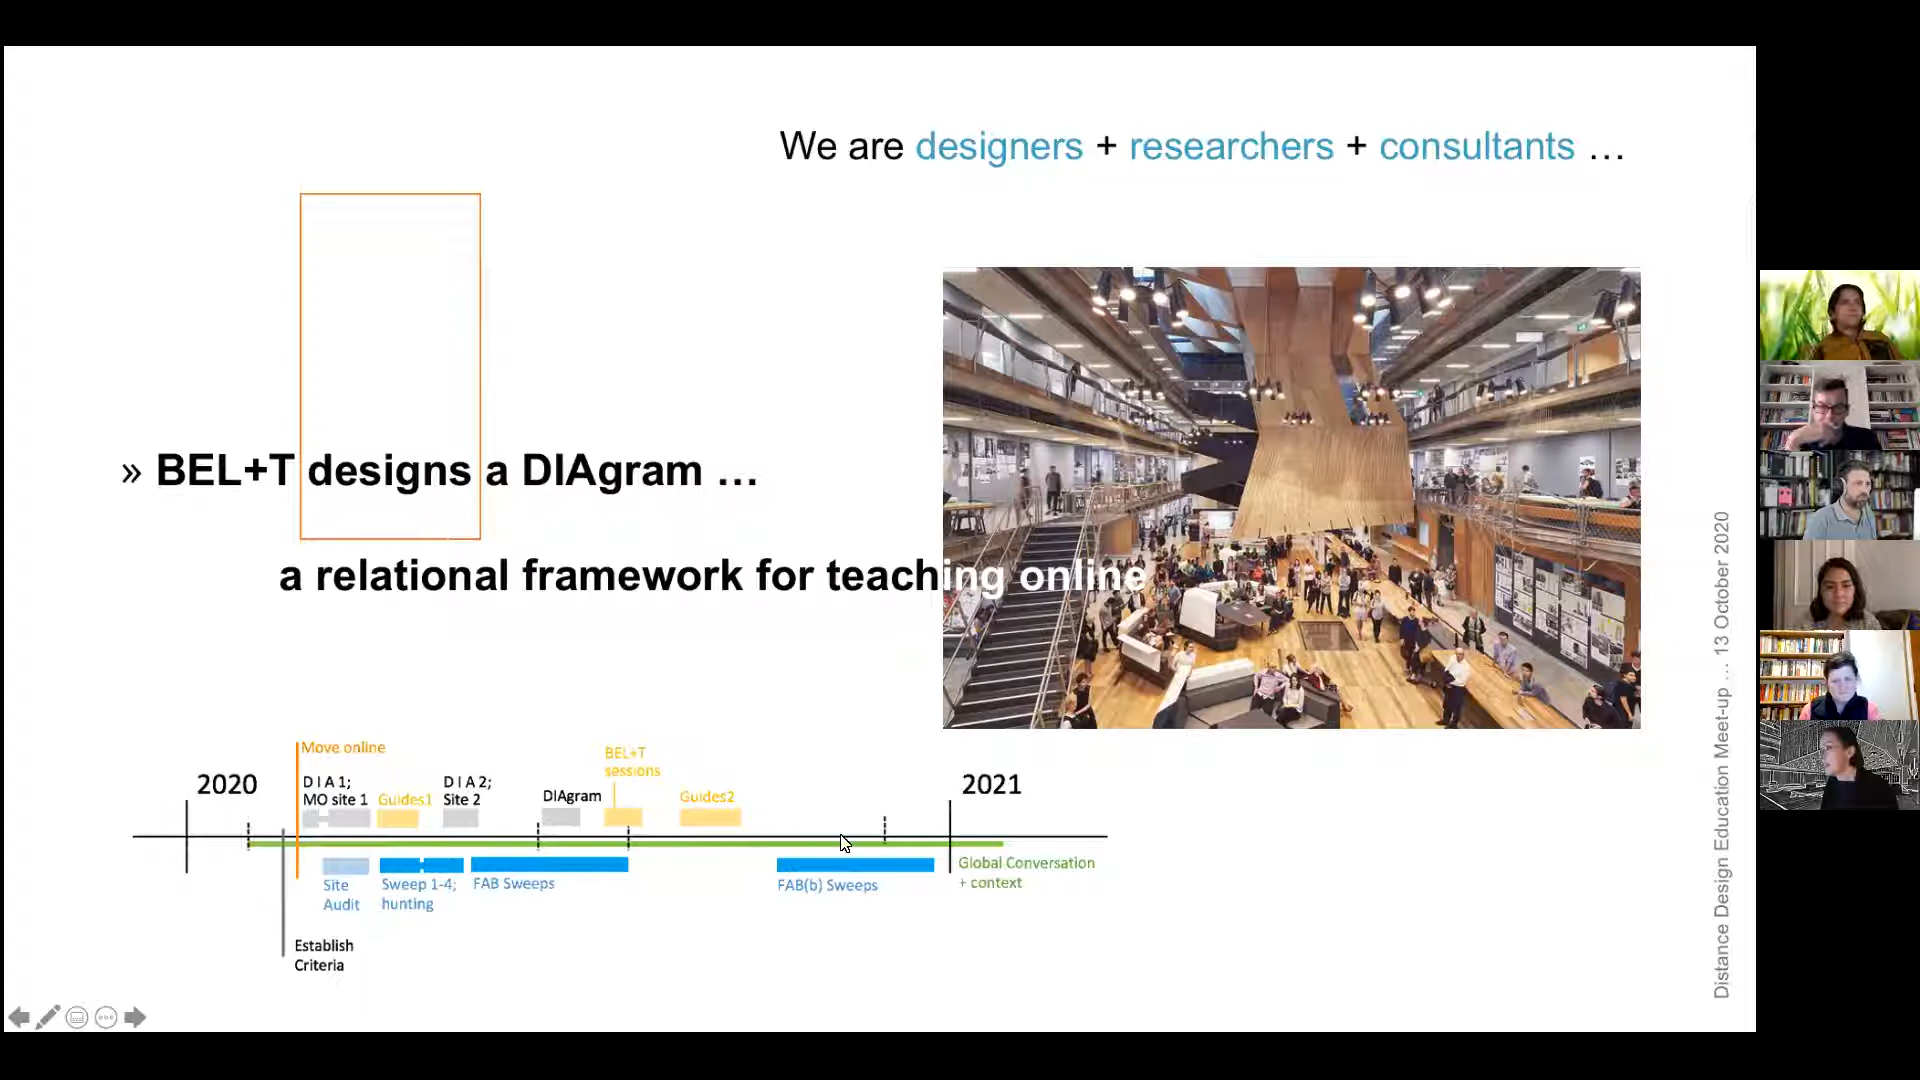 We are designers + researchers + consultants …
» BEL+T designs a DIAgram …
a relational framework for teaching online
2020
Move online
D I A 1;
MO site 1
Guides1
D I A 2;
Site 2
DIAgram
BEL+T
sessions
Guides2
2021
Site
Audit
Sweep 1-4;
hunting
FAB Sweeps
FAB(b) Sweeps
Global Conversation
+ context
Establish
Criteria
Distance Design Education Meet-up … 13 October 2020